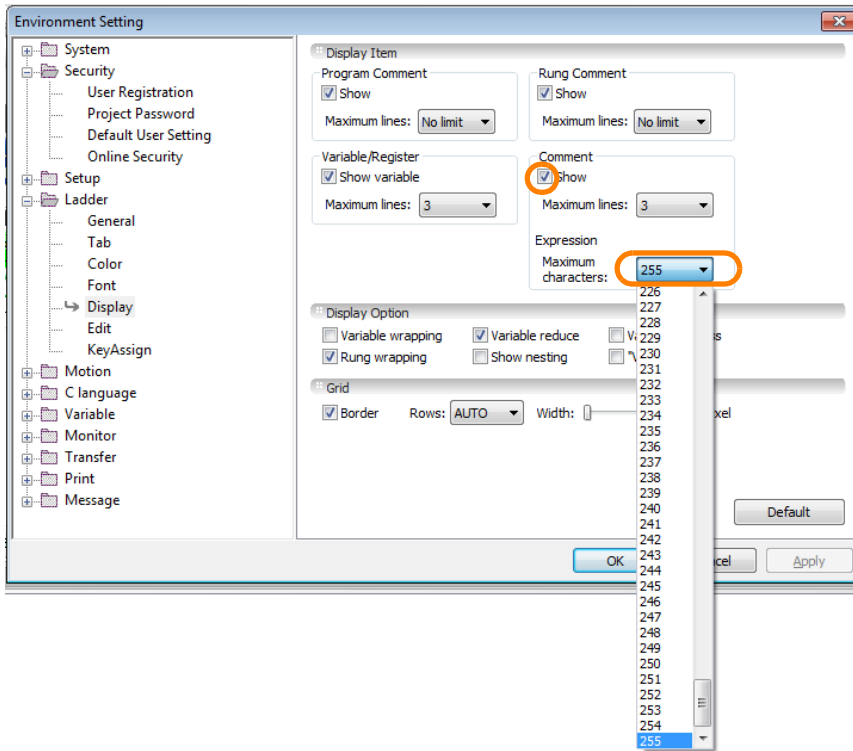 Environment Setting
System
Security
User Registration
Project Password
Default User Setting
Online Security
Setup
Ladder
General
Tab
Color
Font
Display
Edit
KeyAssign
Motion
C language
Variable
Monitor
Transfer
Print
Message
Display Item
Program Comment
Show
Maximum lines: No limit
Rung Comment
Show
Maximum lines: No limit
Variable/Register
Show variable
Maximum lines: 3
Comment
Show
Maximum lines: 3
Expression
Maximum
characters:
255
Display Option
Variable wrapping Variable reduce
Rung wrapping Show nesting
Grid
Border Rows: AUTO Width:
226
227
228
229
230
231
232
233
234
235
236
237
238
239
240
241
242
243
244
245
246
247
248
249
250
251
252
253
254
255
Default
OK
Apply